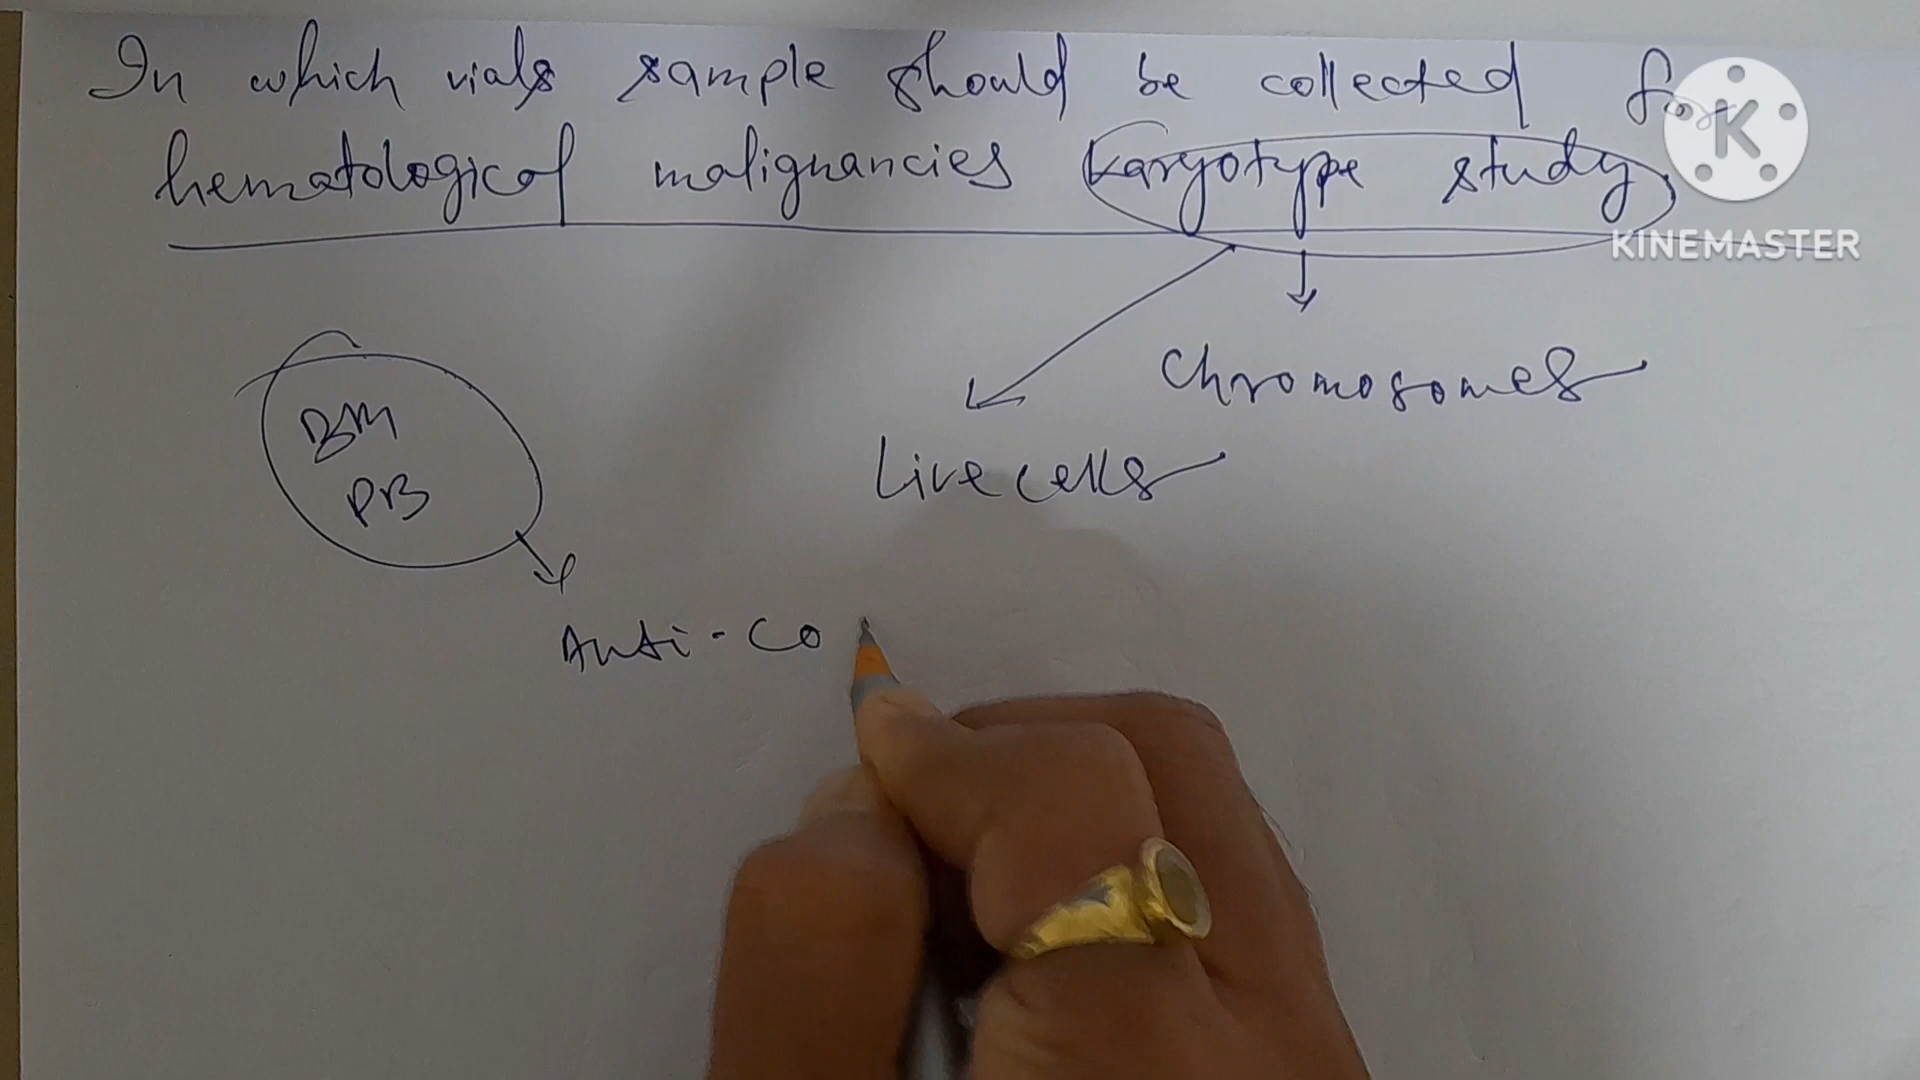 In which vials sample should be collected for
hematological malignancies Karyotype study
KINEMASTER
Chromosomes
BM
PB
Live cells
Anti-Co